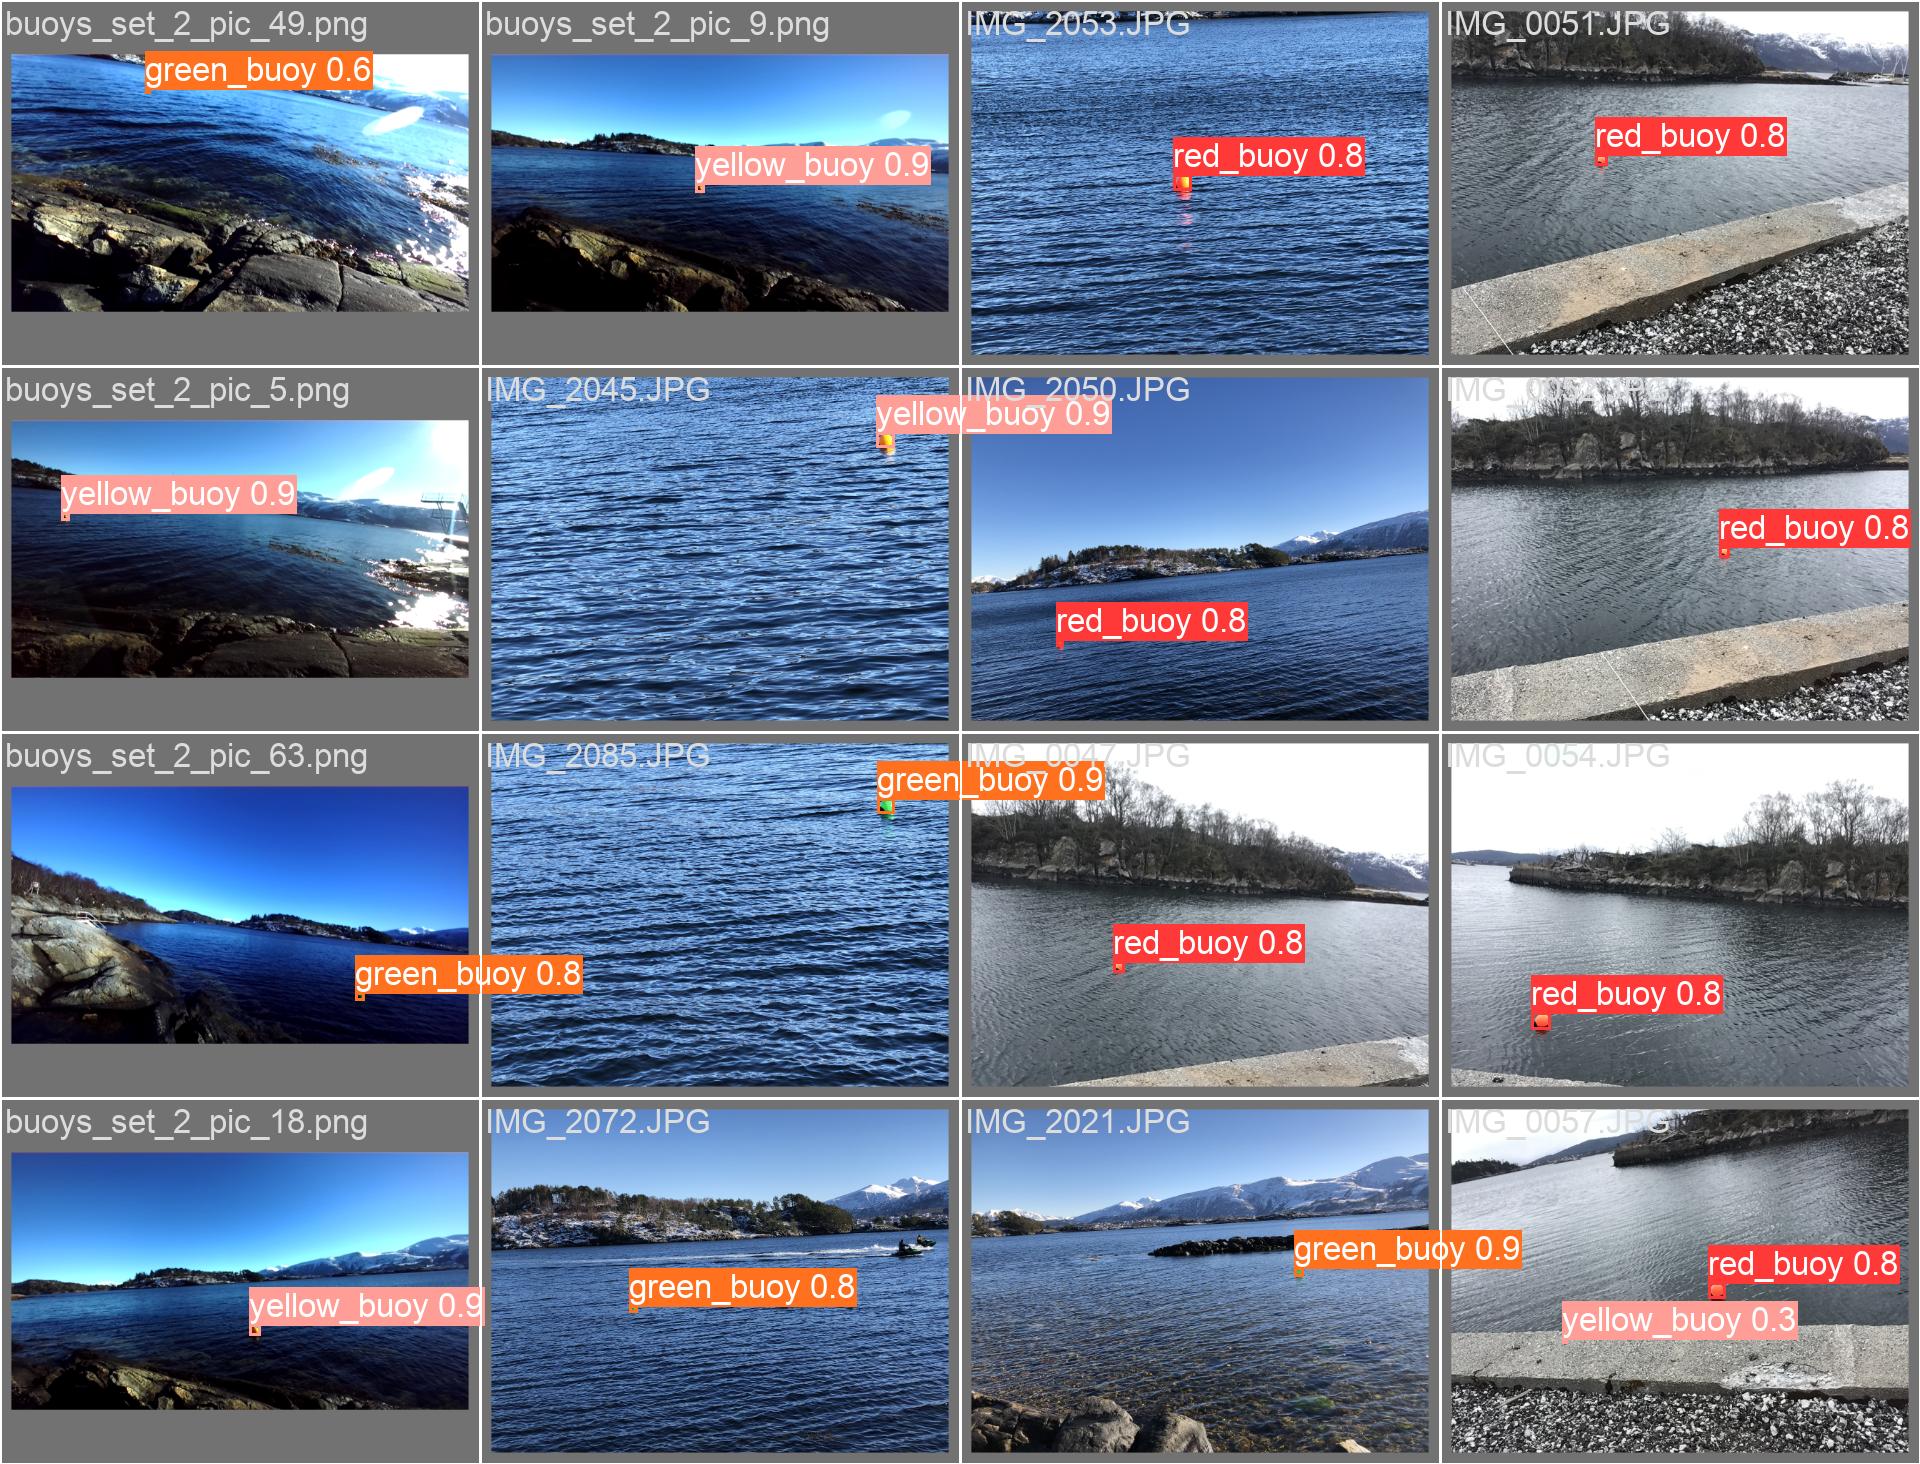 buoys_set_2_pic_49.png
green_buoy 0.6
buoys_set_2_pic_9.png
yellow_buoy 0.9
IMG_2053.JPG
red_buoy 0.8
IMG_0051.JPG
red_buoy 0.8
buoys_set_2_pic_5.png
yellow_buoy 0.9
IMG_2045.JPG
yellow_buoy 0.9
IMG_2050.JPG
red_buoy 0.8
red_buoy 0.8
buoys_set_2_pic_63.png
green_buoy 0.8
IMG_2085.JPG
green_buoy 0.9
IMG_0047.JPG
red_buoy 0.8
IMG_0054.JPG
red_buoy 0.8
buoys_set_2_pic_18.png
yellow_buoy 0.9
IMG_2072.JPG
green_buoy 0.8
IMG_2021.JPG
green_buoy 0.9
IMG_0057.JPG
red_buoy 0.8
yellow_buoy 0.3